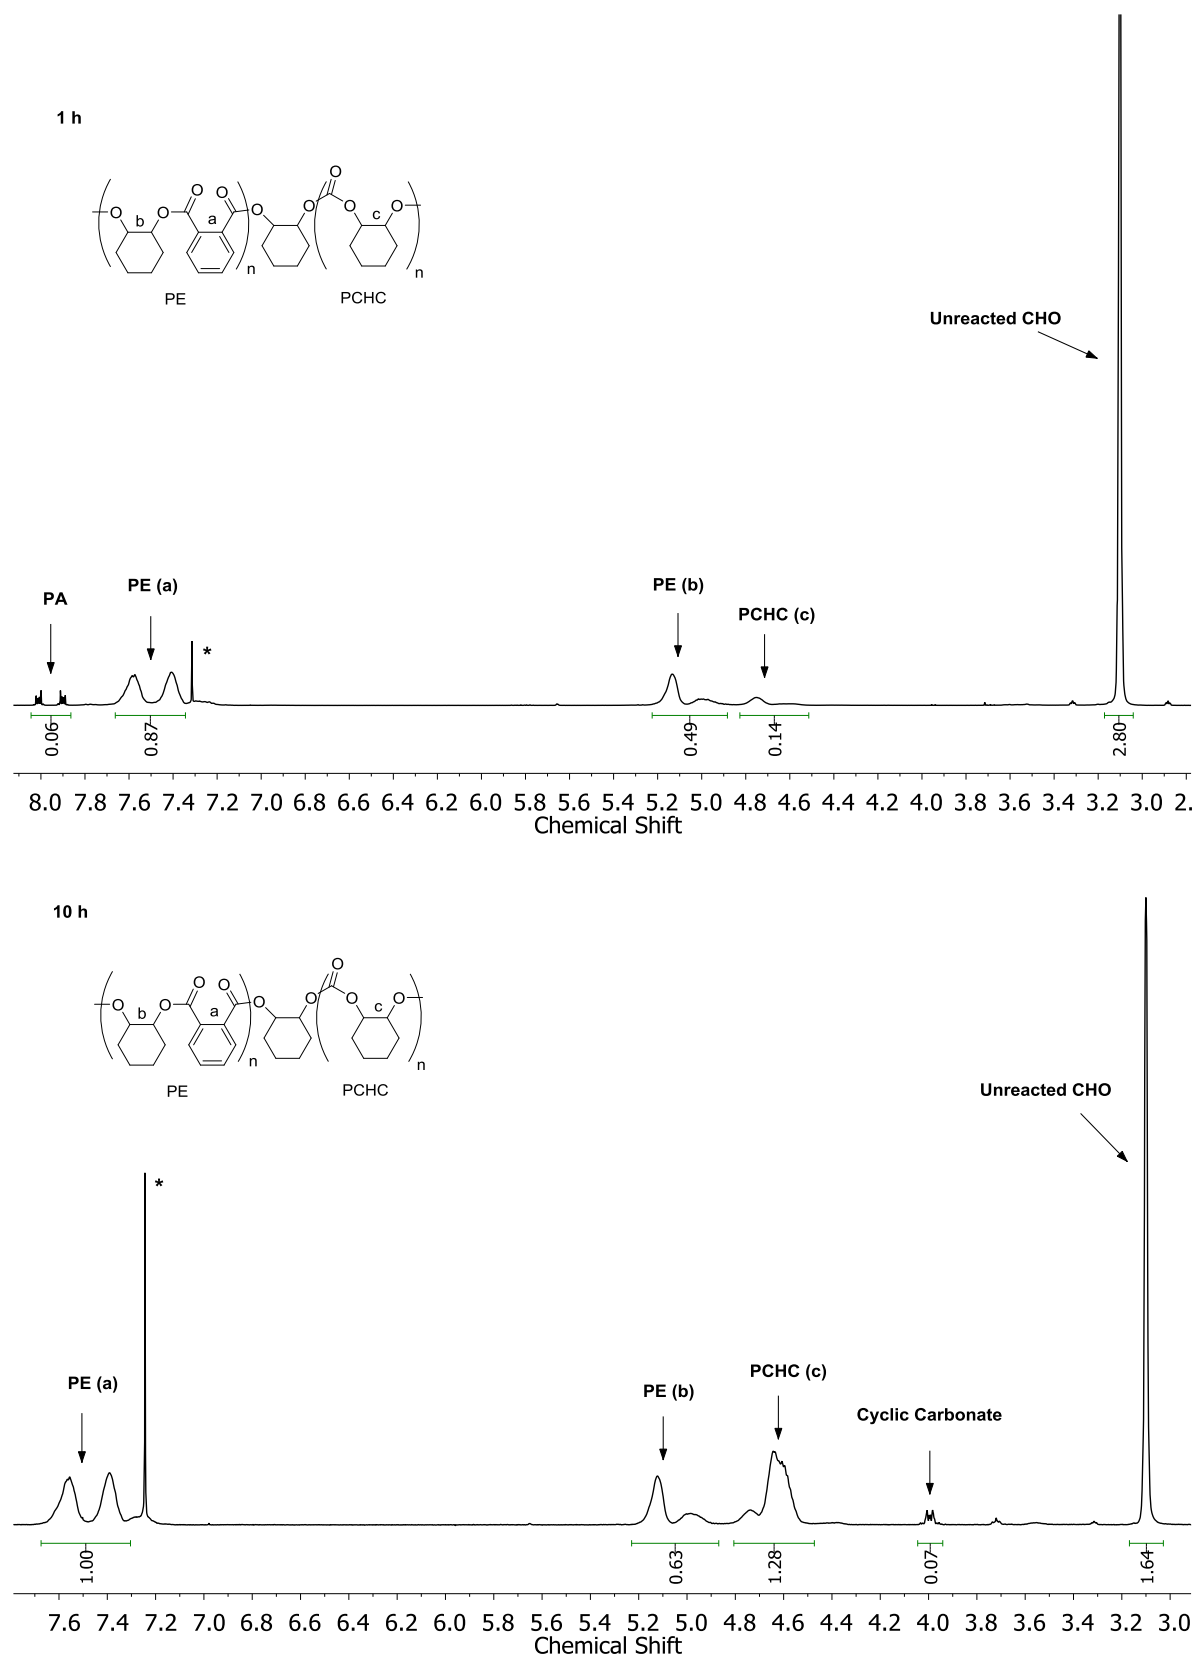 1 h
O
O O
O b O a O O O c O
O
n n
PE PCHC
Unreacted CHO
PA PE (a) PE (b) PCHC (c)
*
0.06 0.87 0.49 0.14 2.80
8.0 7.8 7.6 7.4 7.2 7.0 6.8 6.6 6.4 6.2 6.0 5.8 5.6 5.4 5.2 5.0 4.8 4.6 4.4 4.2 4.0 3.8 3.6 3.4 3.2 3.0 2.
Chemical Shift
10 h
O
O O
O b O a O O O c O
n n
PE PCHC
Unreacted CHO
*
PE (a) PE (b) PCHC (c)
Cyclic Carbonate
1.00 0.63 1.28 0.07 1.64
7.6 7.4 7.2 7.0 6.8 6.6 6.4 6.2 6.0 5.8 5.6 5.4 5.2 5.0 4.8 4.6 4.4 4.2 4.0 3.8 3.6 3.4 3.2 3.0
Chemical Shift